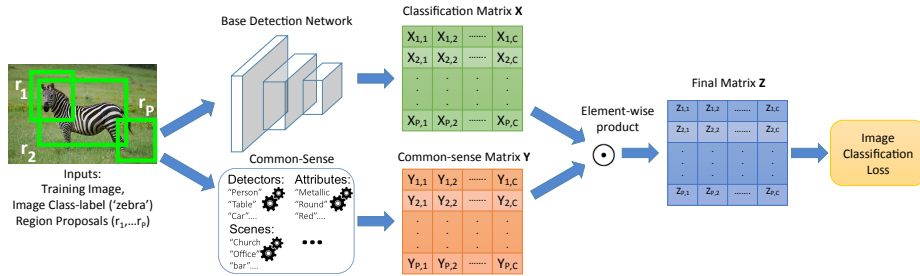 Base Detection Network
Classification Matrix X
r1
rP
r2
X1,1 X1,2 ....... X1,C
X2,1 X2,2 ....... X2,C
. . . .
. . . .
XP,1 XP,2 ....... XP,C
Inputs:
Training Image,
Image Class-label ('zebra')
Region Proposals (r1,...rP)
Common-Sense
Detectors:
"Person"
"Table"
"Car"....
Attributes:
"Metallic
"Round"
"Red"....
Scenes:
"Church
"Office"
"bar"....
...
Common-sense Matrix Y
Y1,1 Y1,2 ....... Y1,C
Y2,1 Y2,2 ....... Y2,C
. . . .
. . . .
YP,1 YP,2 ....... YP,C
Element-wise
product
Final Matrix Z
Z1,1 Z1,2 ....... Z1,C
Z2,1 Z2,2 ....... Z2,C
. . . .
. . . .
ZP,1 ZP,2 ....... ZP,C
Image
Classification
Loss